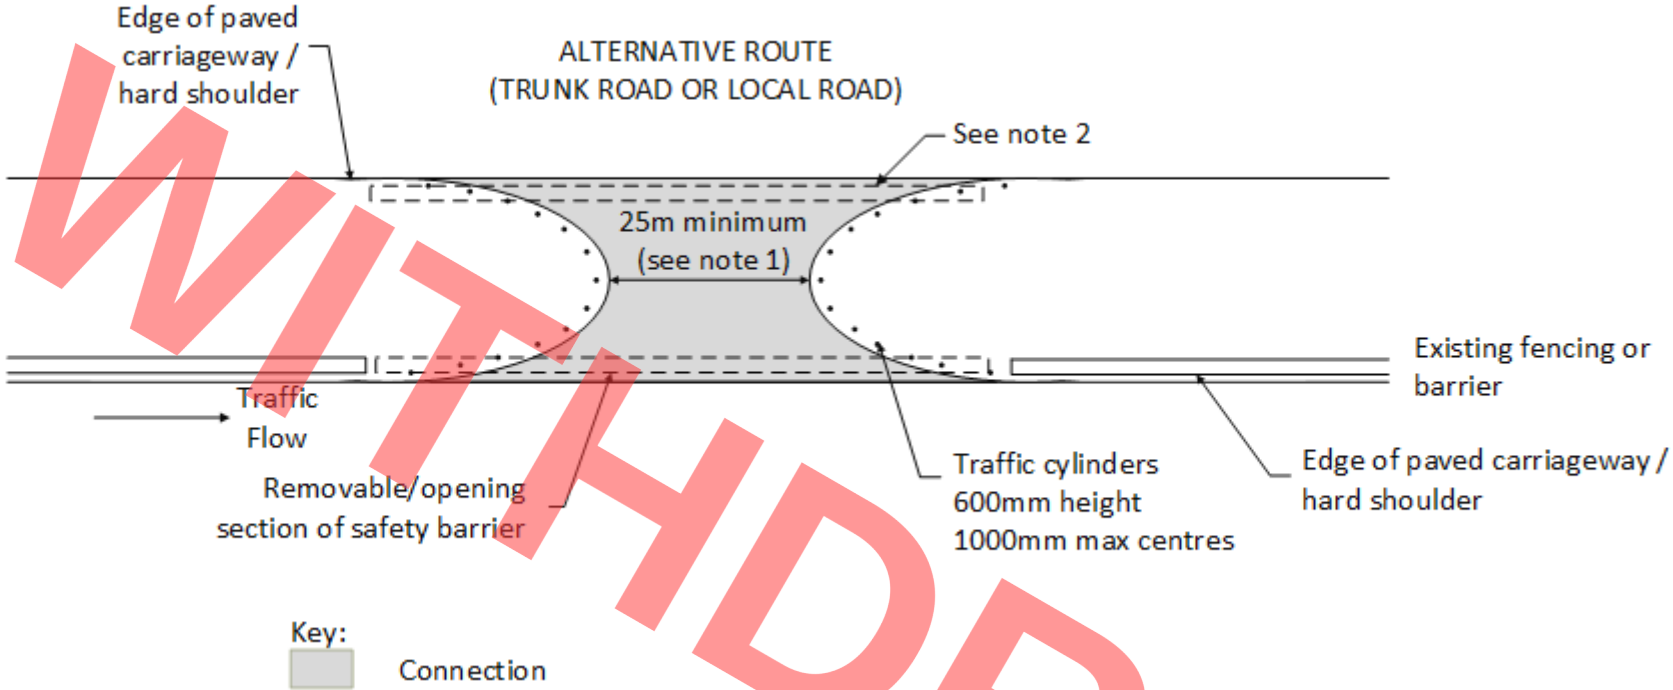 Edge of paved
carriageway /
hard shoulder
ALTERNATIVE ROUTE
(TRUNK ROAD OR LOCAL ROAD)
See note 2
25m minimum
(see note 1)
Existing fencing or
barrier
Traffic
Flow
Removable/opening
section of safety barrier
Traffic cylinders
600mm height
1000mm max centres
Edge of paved carriageway /
hard shoulder
Key:
Connection
WITHDR